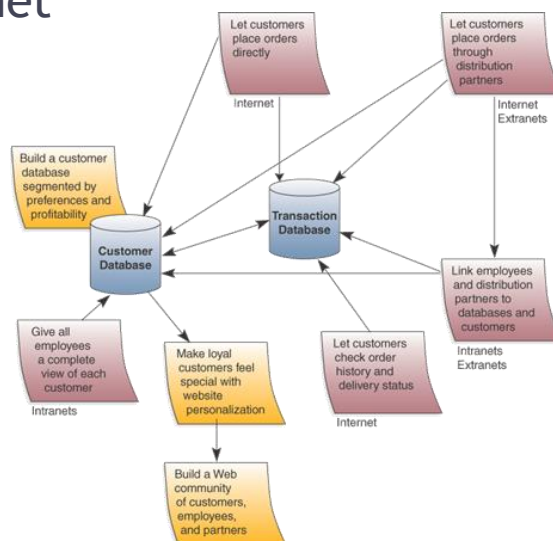 Let customers
place orders
directly
Internet
Let customers
place orders
through
distribution
partners
Internet
Extranets
Build a customer
database
segmented by
preferences and
profitability
Customer
Database
Transaction
Database
Link employees
and distribution
partners to
databases and
customers
Intranets
Extranets
Give all
employees
a complete
view of each
customer
Intranets
Make loyal
customers feel
special with
website
personalization
Let customers
check order
history and
delivery status
Internet
Build a Web
community
of customers,
employees,
and partners